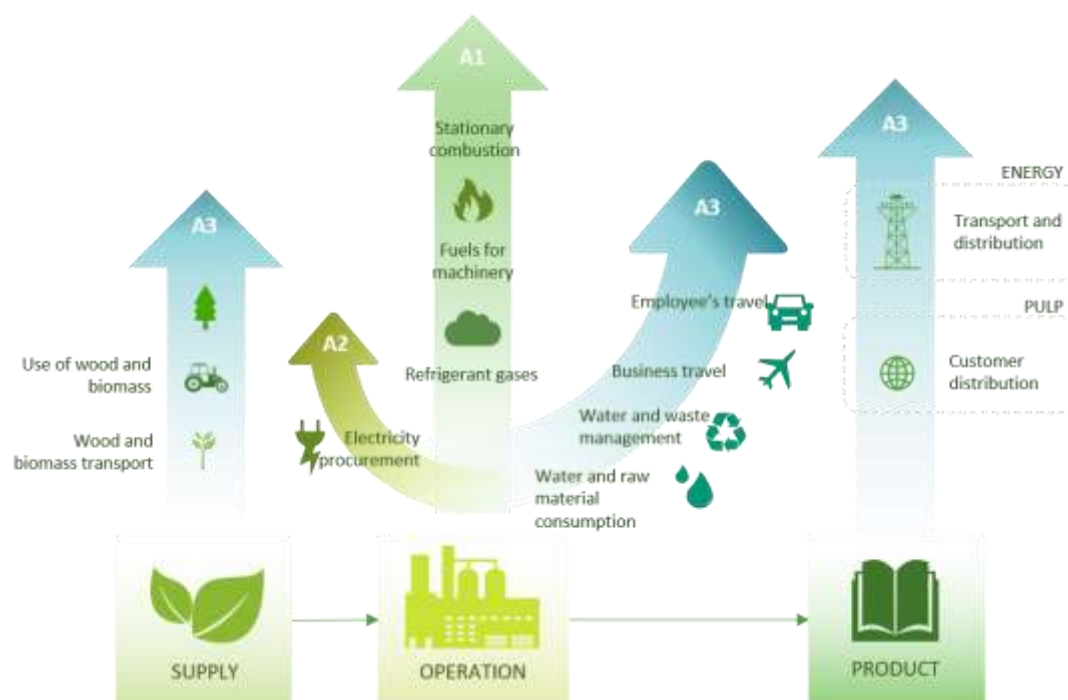 A3
Use of wood and
biomass
Wood and
biomass transport
A2
Electricity
procurement
A1
Stationary
combustion
Fuels for
machinery
Refrigerant gases
A3
Employee's travel
Business travel
Water and waste
management
Water and raw
material
consumption
A3
ENERGY
Transport and
distribution
PULP
Customer
distribution
SUPPLY
OPERATION
PRODUCT